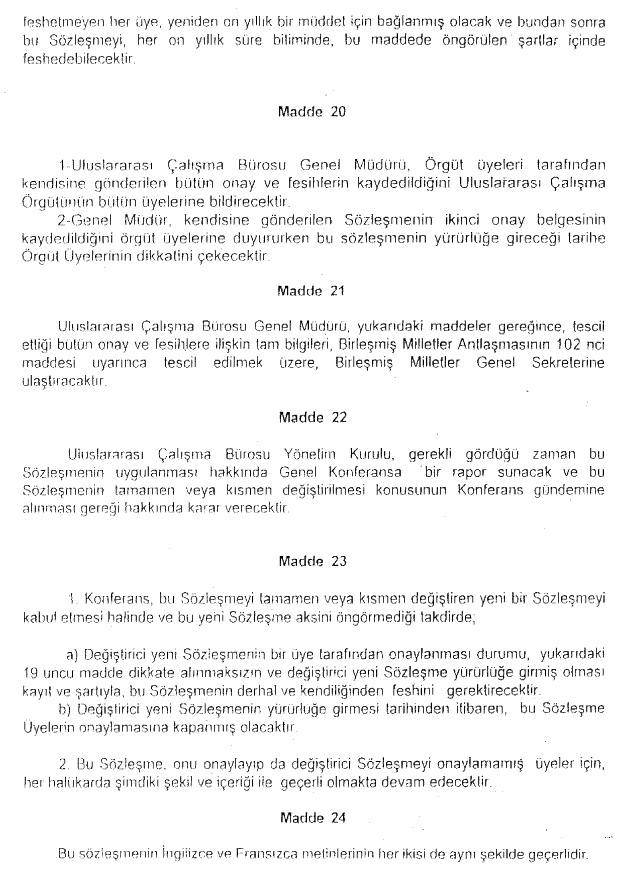 feshetmeyen her üye, yeniden on yıllık bir müddet için bağlanmış olacak ve bundan sonra
bu Sözleşmeyi, her on yıllık süre bitiminde, bu maddede öngörülen şartlar içinde
feshedebilecektir.
Madde 20
1-Uluslararası Çalışma Bürosu Genel Müdürü, Örgüt üyeleri tarafından
kendisine gönderilen bütün onay ve fesihlerin kaydedildiğini Uluslararası Çalışma
Örgütünün bütün üyelerine bildirecektir.
2-Genel Müdür, kendisine gönderilen Sözleşmenin ikinci onay belgesinin
kaydedildiğini örgüt üyelerine duyururken bu sözleşmenin yürürlüğe gireceği tarihe
Örgüt Üyelerinin dikkatini çekecektir.
Madde 21
Uluslararası Çalışma Bürosu Genel Müdürü, yukarıdaki maddeler gereğince, tescil
ettiği bütün onay ve fesihlere ilişkin tam bilgileri, Birleşmiş Milletler Antlaşmasının 102 nci
maddesi uyarınca tescil edilmek üzere, Birleşmiş Milletler Genel Sekreterine
ulaştıracaktır.
Madde 22
Uluslararası Çalışma Bürosu Yönetim Kurulu, gerekli gördüğü zaman bu
Sözleşmenin uygulanması hakkında Genel Konferansa bir rapor sunacak ve bu
Sözleşmenin tamamen veya kısmen değiştirilmesi konusunun Konferans gündemine
alınması gereği hakkında karar verecektir.
Madde 23
1. Konferans, bu Sözleşmeyi tamamen veya kısmen değiştiren yeni bir Sözleşmeyi
kabul etmesi halinde ve bu yeni Sözleşme aksini öngörmediği takdirde;
a) Değiştirici yeni Sözleşmenin bir üye tarafından onaylanması durumu, yukarıdaki
19 uncu madde dikkate alınmaksızın ve değiştirici yeni Sözleşme yürürlüğe girmiş olması
kayıt ve şartıyla, bu Sözleşmenin derhal ve kendiliğinden feshini gerektirecektir.
b) Değiştirici yeni Sözleşmenin yürürlüğe girmesi tarihinden itibaren, bu Sözleşme
Üyelerin onaylamasına kapanmış olacaktır.
2. Bu Sözleşme, onu onaylayıp da değiştirici Sözleşmeyi onaylamamış üyeler için,
her halükarda şimdiki şekil ve içeriği ile geçerli olmakta devam edecektir.
Madde 24
Bu sözleşmenin İngilizce ve Fransızca metinlerinin her ikisi de aynı şekilde geçerlidir.